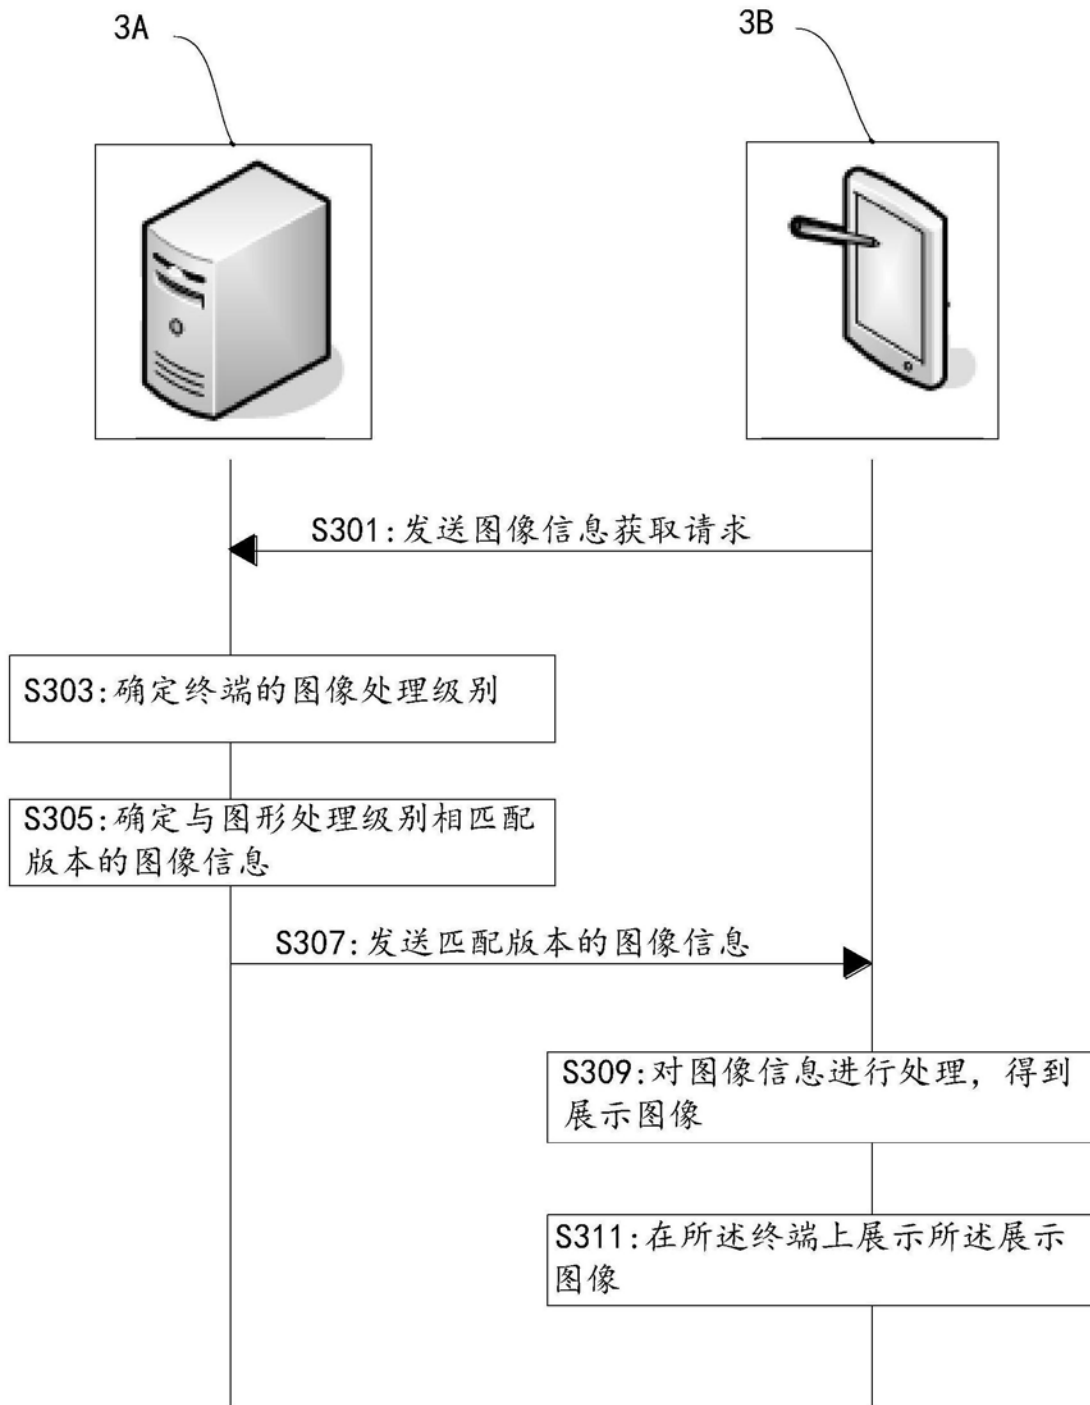 3A
3B
S301:发送图像信息获取请求
S303:确定终端的图像处理级别
S305:确定与图形处理级别相匹配
版本的图像信息
S307:发送匹配版本的图像信息
S309:对图像信息进行处理，得到
展示图像
S311:在所述终端上展示所述展示
图像